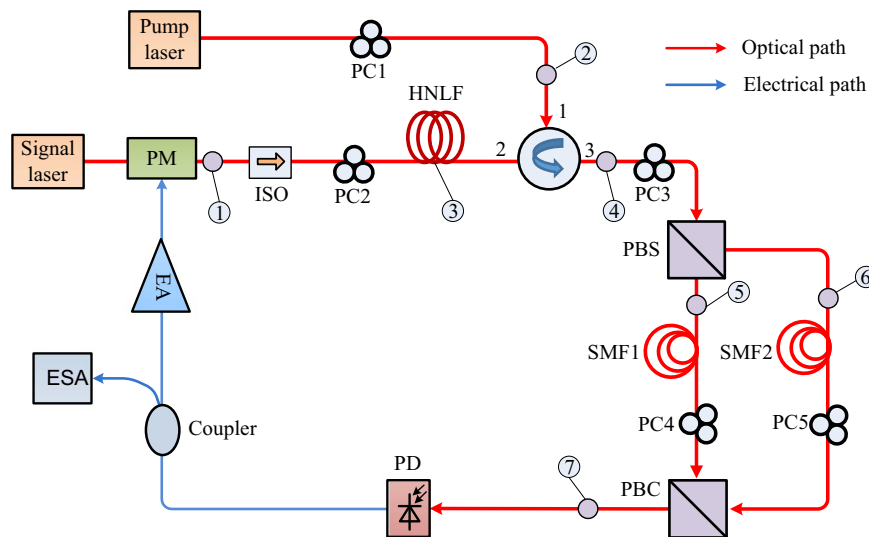 Pump
laser
PC1
2
Optical path
Electrical path
HNLF
1
Signal
laser
PM
ISO
PC2
2
3
1
3
4
PC3
PBS
EA
5
6
SMF1
SMF2
ESA
Coupler
PC4
PC5
PD
7
PBC